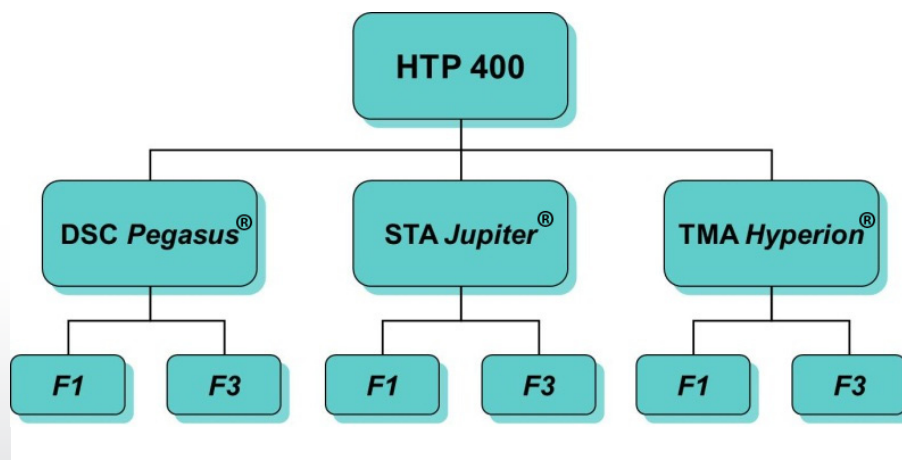 HTP 400
DSC Pegasus®
STA Jupiter®
TMA Hyperion®
F1
F3
F1
F3
F1
F3